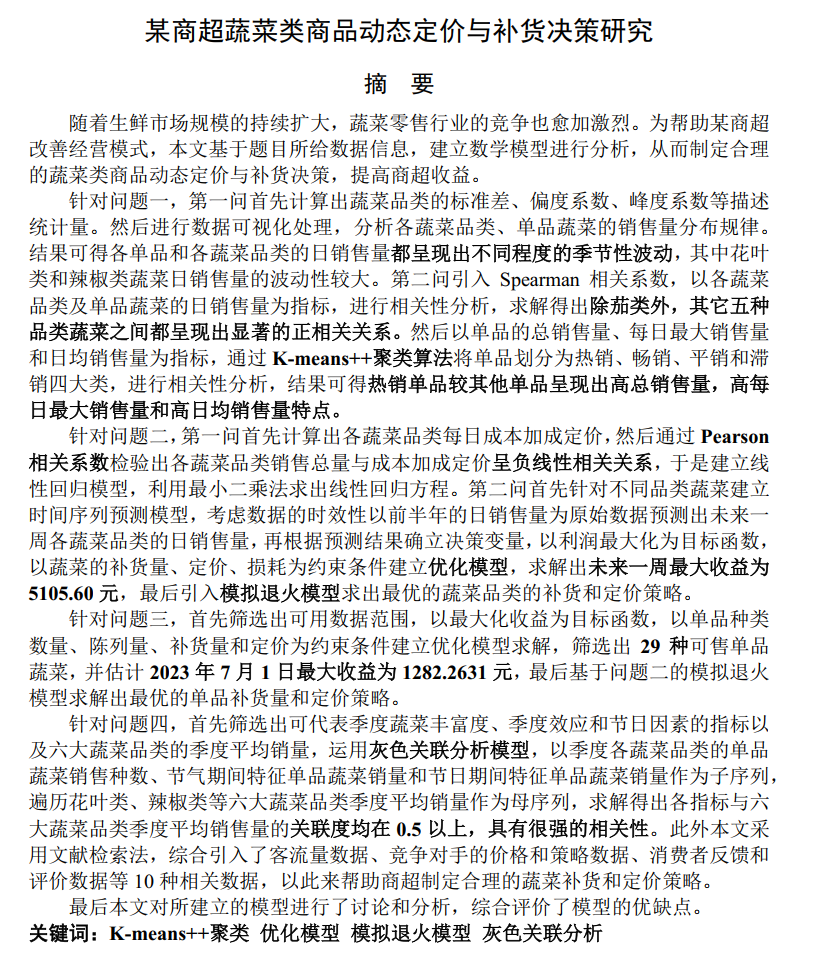 某商超蔬菜类商品动态定价与补货决策研究
摘 要
随着生鲜市场规模的持续扩大，蔬菜零售行业的竞争也愈加激烈。为帮助某商超
改善经营模式，本文基于题目所给数据信息，建立数学模型进行分析，从而制定合理
的蔬菜类商品动态定价与补货决策，提高商超收益。
针对问题一，第一问首先计算出蔬菜品类的标准差、偏度系数、峰度系数等描述
统计量。然后进行数据可视化处理，分析各蔬菜品类、单品蔬菜的销售量分布规律。
结果可得各单品和各蔬菜品类的日销售量都呈现出不同程度的季节性波动，其中花叶
类和辣椒类蔬菜日销售量的波动性较大。第二问引入 Spearman 相关系数，以各蔬菜
品类及单品蔬菜的日销售量为指标，进行相关性分析，求解得出除茄类外，其它五种
品类蔬菜之间都呈现出显著的正相关关系。然后以单品的总销售量、每日最大销售量
和日均销售量为指标，通过 K-means++聚类算法将单品划分为热销、畅销、平销和滞
销四大类，进行相关性分析，结果可得热销单品较其他单品呈现出高总销售量，高每
日最大销售量和高日均销售量特点。
针对问题二，第一问首先计算出各蔬菜品类每日成本加成定价，然后通过 Pearson
相关系数检验出各蔬菜品类销售总量与成本加成定价呈负线性相关关系，于是建立线
性回归模型，利用最小二乘法求出线性回归方程。第二问首先针对不同品类蔬菜建立
时间序列预测模型，考虑数据的时效性以前半年的日销售量为原始数据预测出未来一
周各蔬菜品类的日销售量，再根据预测结果确立决策变量，以利润最大化为目标函数，
以蔬菜的补货量、定价、损耗为约束条件建立优化模型，求解出未来一周最大收益为
5105.60 元，最后引入模拟退火模型求出最优的蔬菜品类的补货和定价策略。
针对问题三，首先筛选出可用数据范围，以最大化收益为目标函数，以单品种类
数量、陈列量、补货量和定价为约束条件建立优化模型求解，筛选出 29 种可售单品
蔬菜，并估计 2023 年 7 月 1 日最大收益为 1282.2631 元，最后基于问题二的模拟退火
模型求解出最优的单品补货量和定价策略。
针对问题四，首先筛选出可代表季度蔬菜丰富度、季度效应和节日因素的指标以
及六大蔬菜品类的季度平均销量，运用灰色关联分析模型，以季度各蔬菜品类的单品
蔬菜销售种数、节气期间特征单品蔬菜销量和节日期间特征单品蔬菜销量作为子序列，
遍历花叶类、辣椒类等六大蔬菜品类季度平均销量作为母序列，求解得出各指标与六
大蔬菜品类季度平均销售量的关联度均在 0.5 以上，具有很强的相关性。此外本文采
用文献检索法，综合引入了客流量数据、竞争对手的价格和策略数据、消费者反馈和
评价数据等 10 种相关数据，以此来帮助商超制定合理的蔬菜补货和定价策略。
最后本文对所建立的模型进行了讨论和分析，综合评价了模型的优缺点。
关键词：K-means++聚类 优化模型 模拟退火模型 灰色关联分析